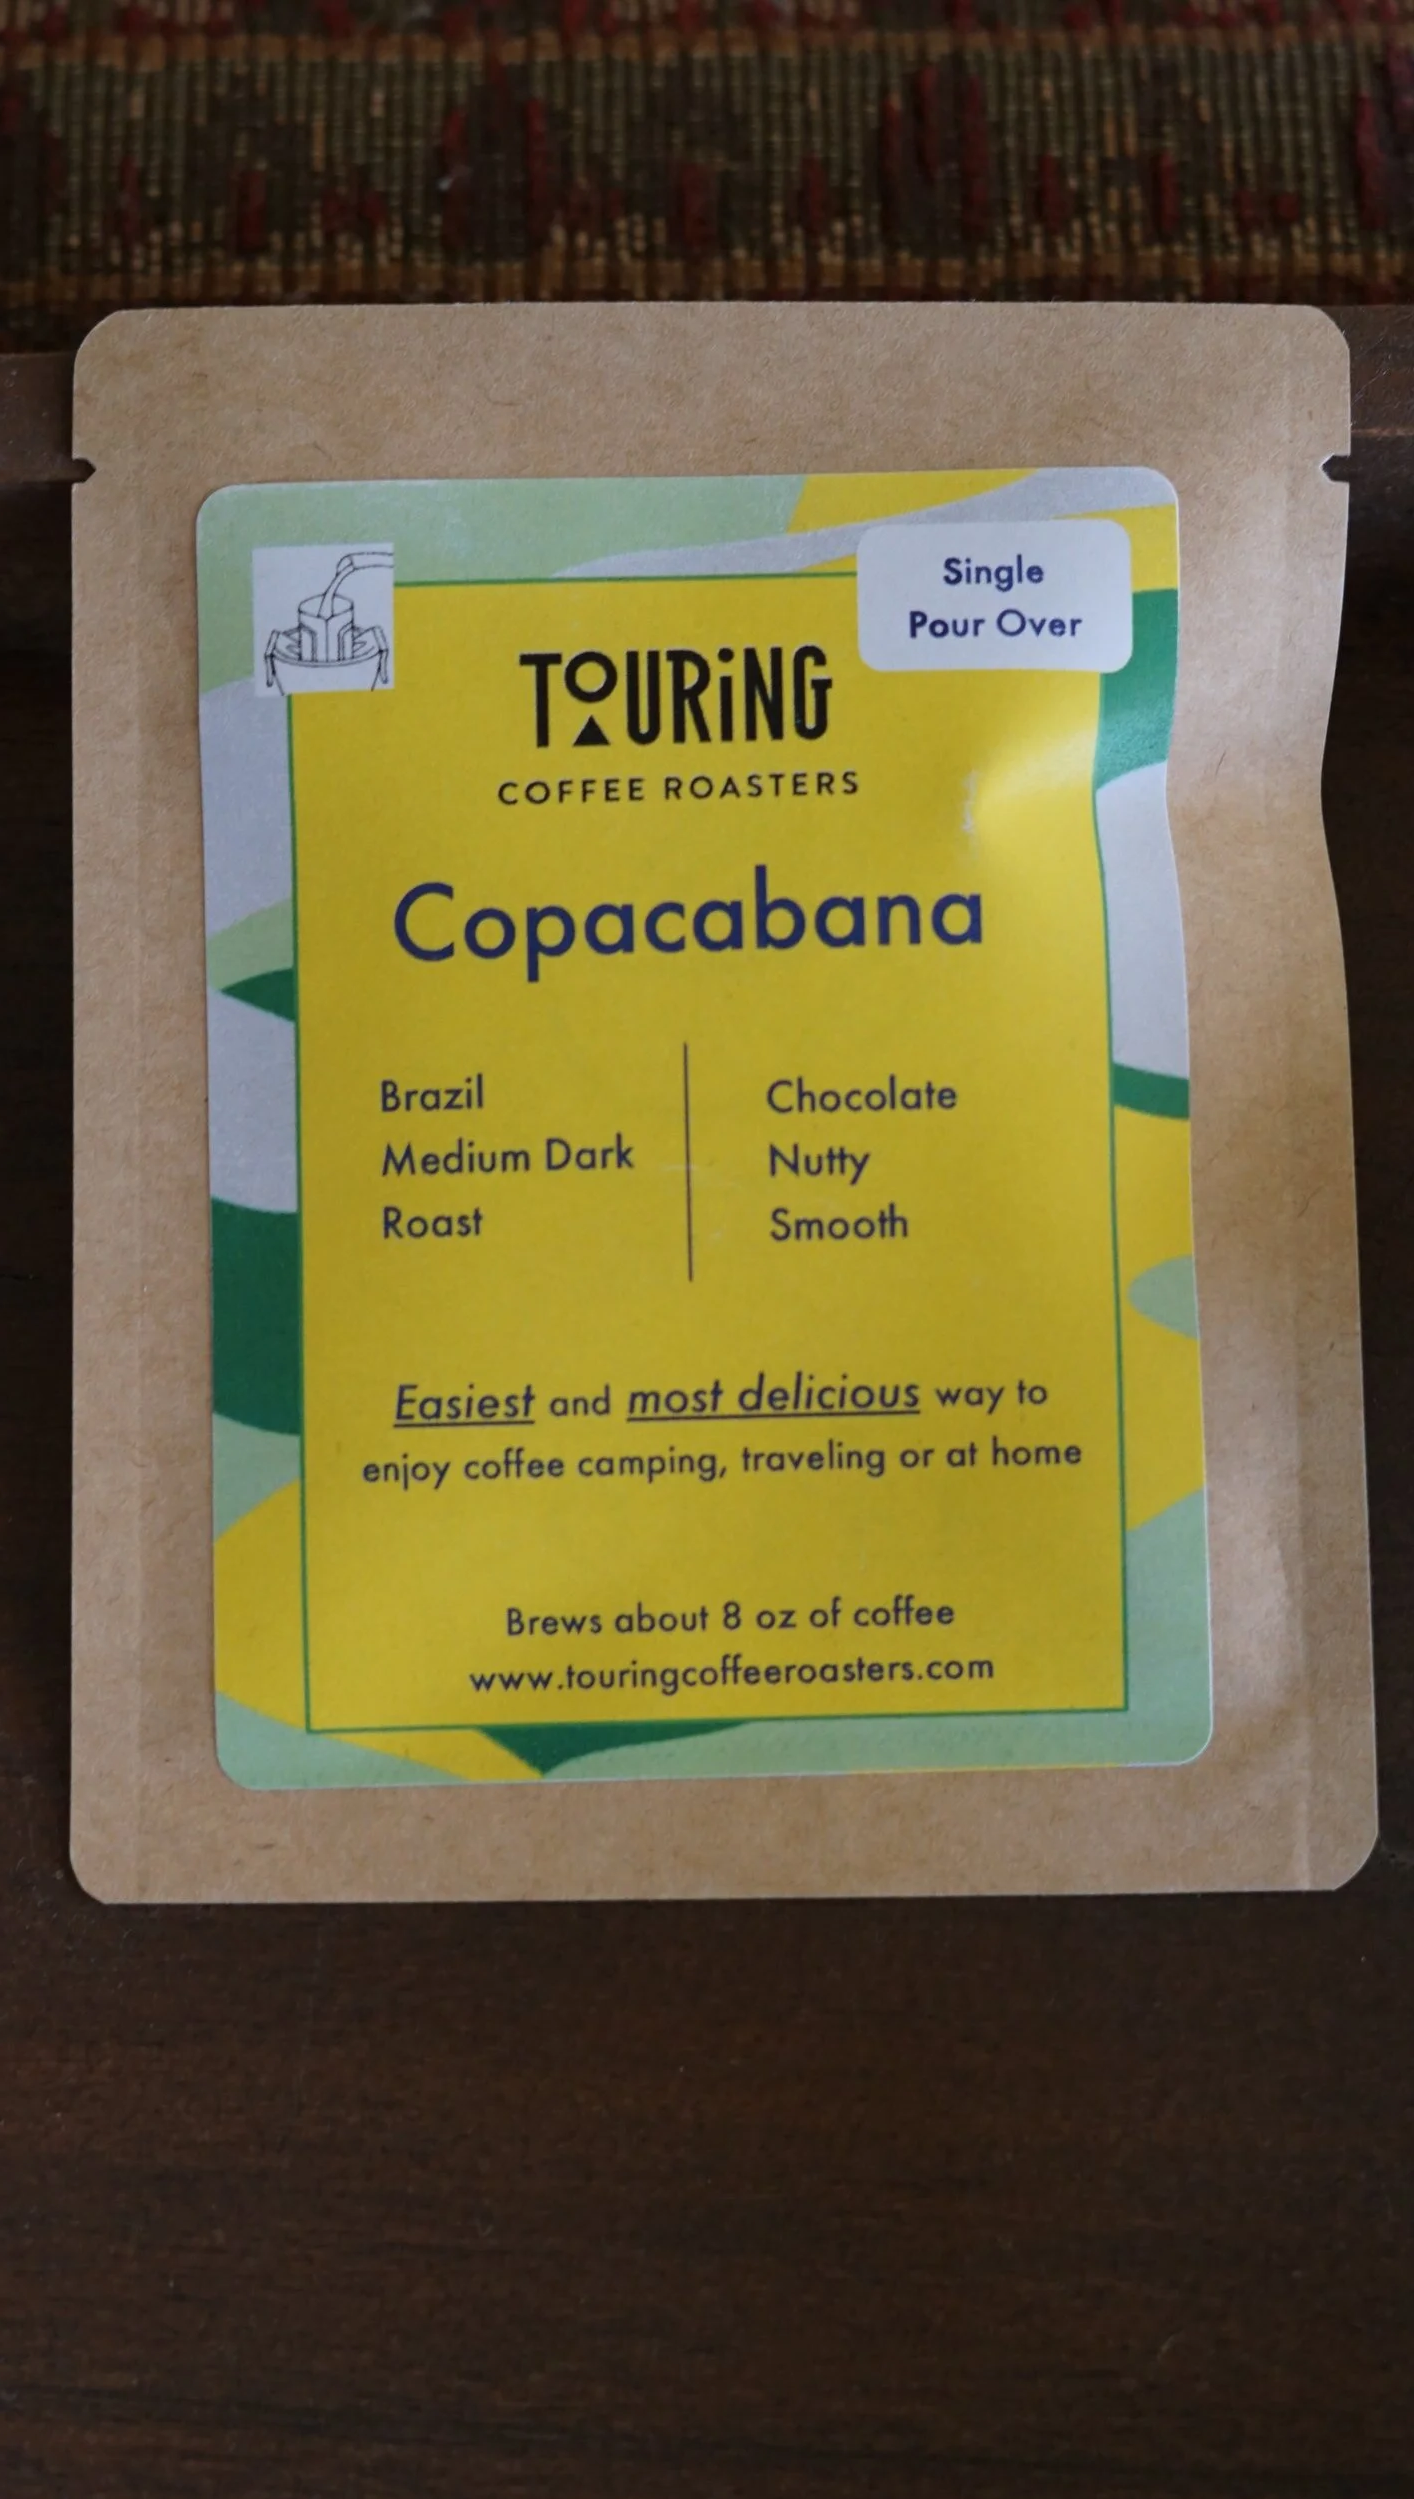 Single
Pour Over
TOURiNG
COFFEE ROASTERS
Copacabana
Brazil
Medium Dark
Roast
Chocolate
Nutty
Smooth
Easiest and most delicious way to
enjoy coffee camping, traveling or at home
Brews about 8 oz of coffee
www.touringcoffeeroasters.com